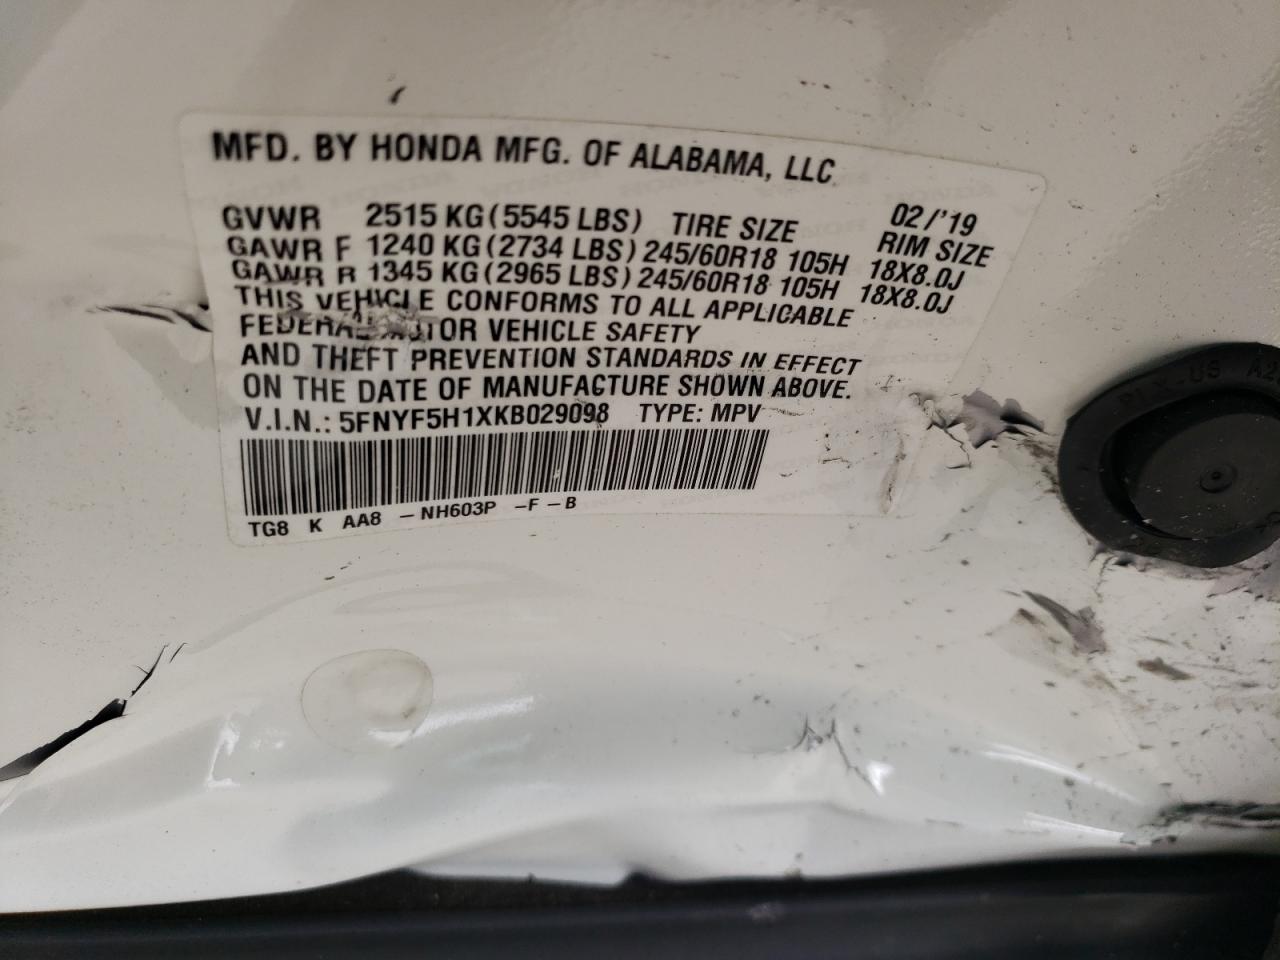 MFD. BY HONDA MFG. OF ALABAMA, LLC.
02/'19
GVWR 2515 KG (5545 LBS) TIRE SIZE RIM SIZE
GAWR F 1240 KG (2734 LBS) 245/60R18 105H 18X8.0J
GAWR R 1345 KG (2965 LBS) 245/60R18 105H 18X8.0J
THIS VEHICLE CONFORMS TO ALL APPLICABLE
FEDERAL MOTOR VEHICLE SAFETY
AND THEFT PREVENTION STANDARDS IN EFFECT
ON THE DATE OF MANUFACTURE SHOWN ABOVE.
V.I.N.: 5FNYF5H1XKB029098 TYPE: MPV
TG8 K AA8 -NH603P -F-B